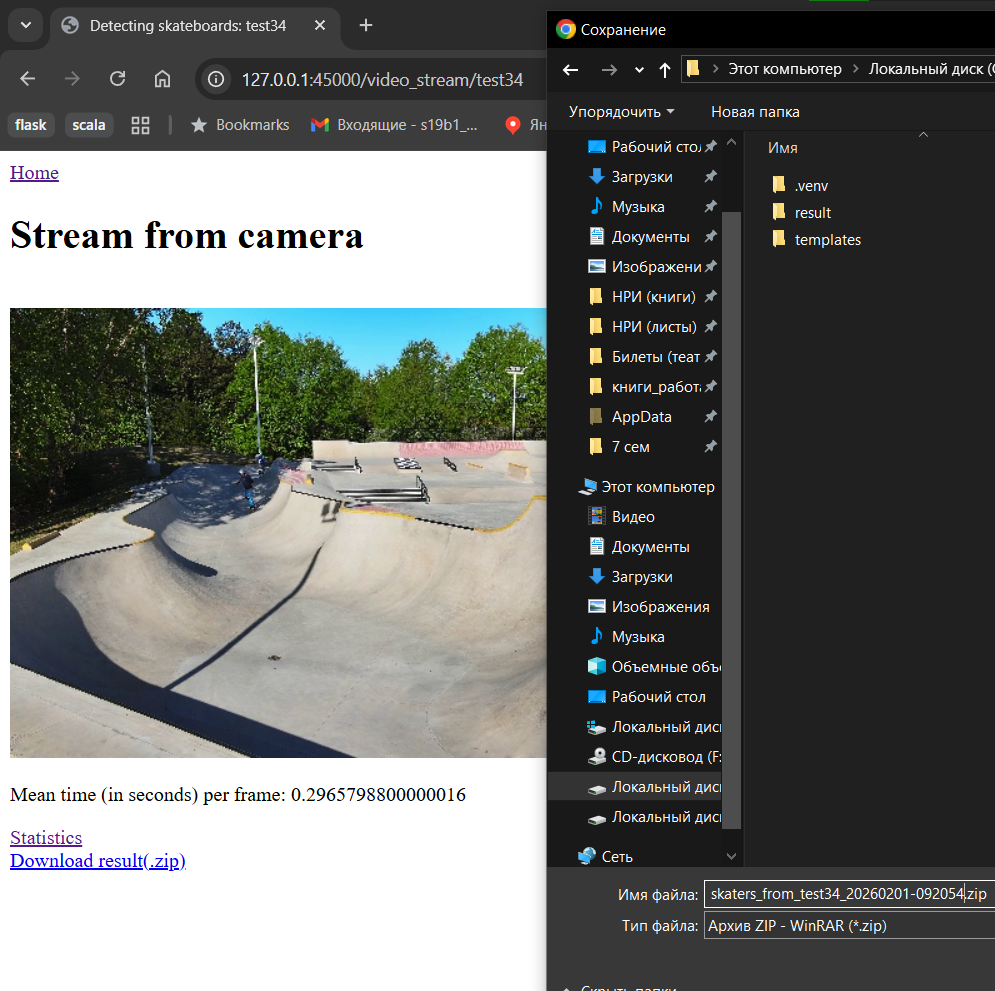 Detecting skateboards: test34
127.0.0.1:45000/video_stream/test34
flask
scala
Bookmarks
Входящие - s19b1_...
Ян
Home
Stream from camera
Mean time (in seconds) per frame: 0.2965798800000016
Statistics
Download result(.zip)
Сохранение
Этот компьютер
Локальный диск (
Упорядочить
Новая папка
Рабочий стол
Загрузки
Музыка
Документы
Изображени
НРИ (книги)
НРИ (листы)
Билеты (теат
книги_работ
AppData
7 сем
Этот компьютер
Видео
Документы
Загрузки
Изображения
Музыка
Объемные объ
Рабочий стол
Локальный дис
CD-дисковод (F:
Локальный дис
Локальный дис
Сеть
Имя
.venv
result
templates
Имя файла: skaters_from_test34_20260201-092054.zip
Тип файла: Архив ZIP - WinRAR (*.zip)
Скрыть папки